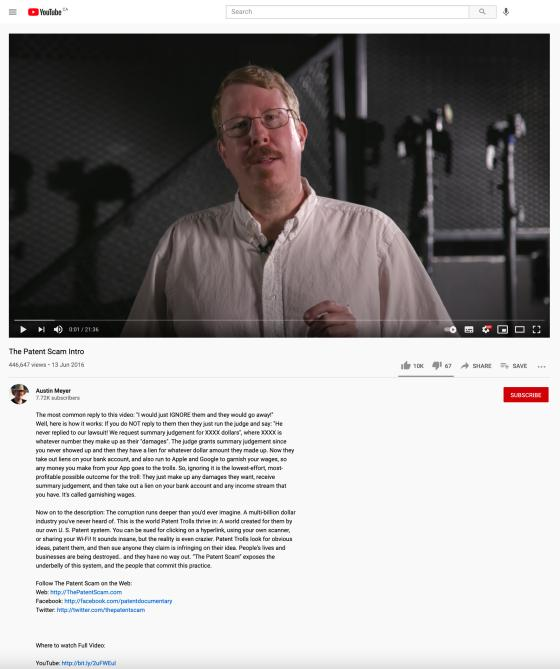 YouTube CA
Search
0:01 / 21:36
The Patent Scam Intro
446,647 views • 13 Jun 2016
10K
67
SHARE
SAVE
Austin Meyer
7.72K subscribers
SUBSCRIBE
The most common reply to this video: "I would just IGNORE them and they would go away!"
Well, here is how it works: If you do NOT reply to them then they just run the judge and say: "He
never replied to our lawsuit! We request summary judgement for XXXX dollars", where XXXX is
whatever number they make up as their "damages". The judge grants summary judgement since
you never showed up and then they have a lien for whatever dollar amount they made up. Now they
take out liens on your bank account, and also run to Apple and Google to garnish your wages, so
any money you make from your App goes to the trolls. So, ignoring it is the lowest-effort, most-
profitable possible outcome for the troll: They just make up any damages they want, receive
summary judgement, and then take out a lien on your bank account and any income stream that
you have. It's called garnishing wages.
Now on to the description: The corruption runs deeper than you'd ever imagine. A multi-billion dollar
industry you've never heard of. This is the world Patent Trolls thrive in: A world created for them by
our own U. S. Patent system. You can be sued for clicking on a hyperlink, using your own scanner,
or sharing your Wi-Fi! It sounds insane, but the reality is even crazier. Patent Trolls look for obvious
ideas, patent them, and then sue anyone they claim is infringing on their idea. People's lives and
businesses are being destroyed.. and they have no way out. "The Patent Scam" exposes the
underbelly of this system, and the people that commit this practice.
Follow The Patent Scam on the Web:
Web: http://ThePatentScam.com
Facebook: http://facebook.com/patentdocumentary
Twitter: http://twitter.com/thepatentscam
Where to watch Full Video:
YouTube: http://bit.ly/2uFWEuI